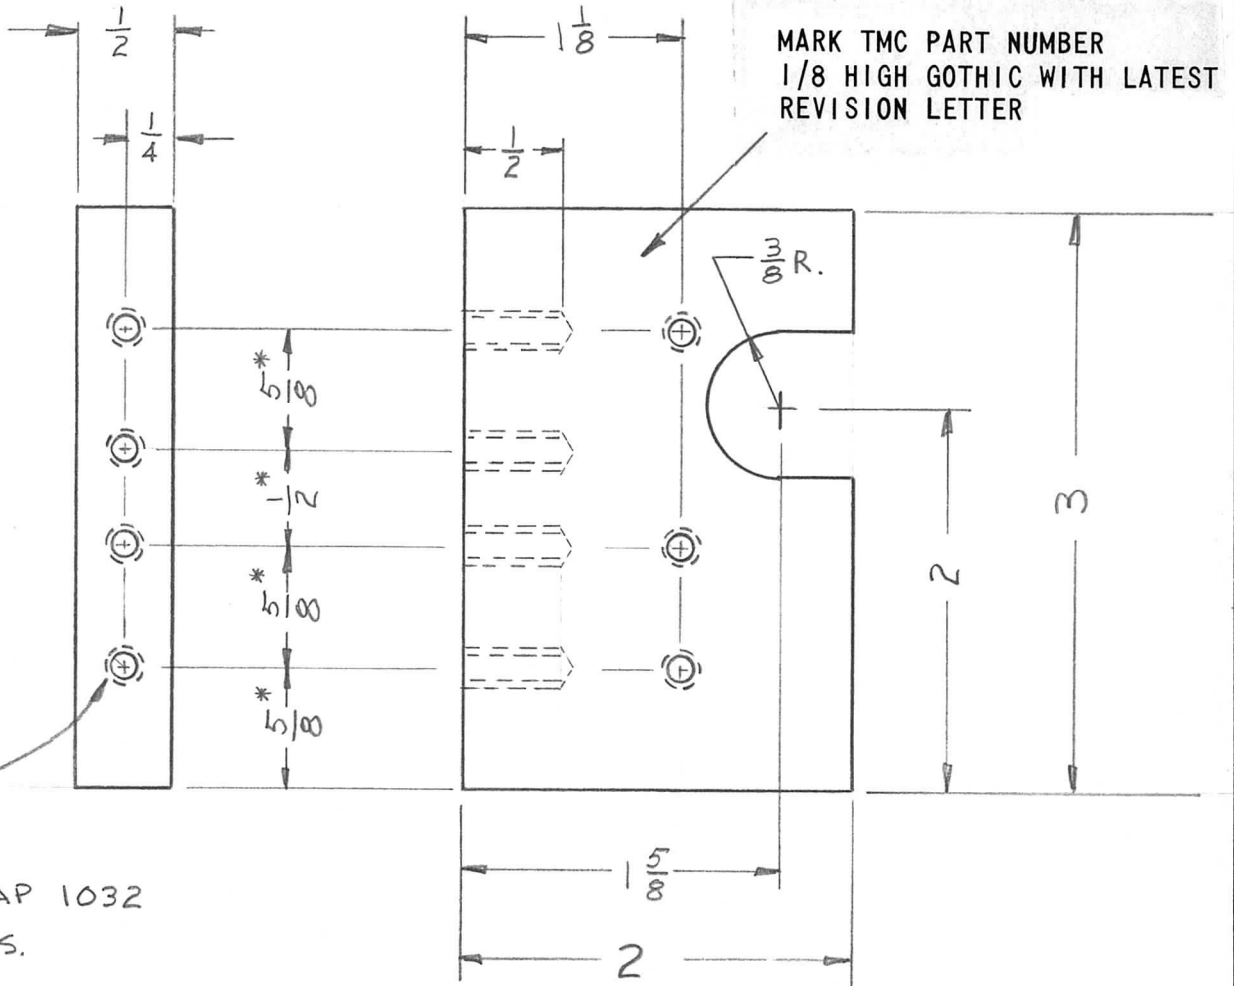 1/2
1 1/8
MARK TMC PART NUMBER
1/8 HIGH GOTHIC WITH LATEST
REVISION LETTER
1/4
1/2
3/8 R.
5/8*
1/2*
5/8*
5/8*
3
2
1 5/8
AP 1032
S.
2